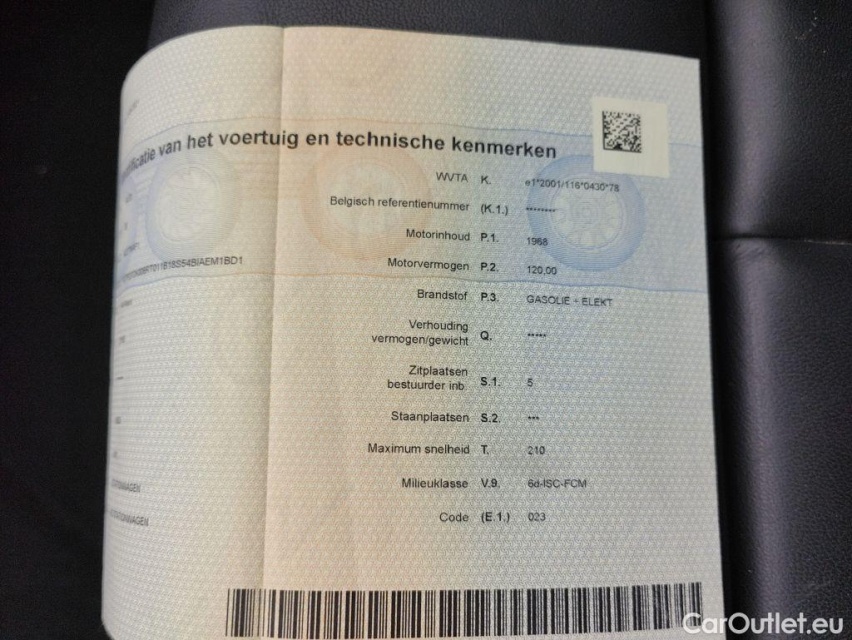 van het voertuig en technische kenmerken
WVTA K. e1*2001/116*0430*78
Belgisch referentienummer (K.1.) ********
Motorinhoud P.1. 1968
Motorvermogen P.2. 120,00
Brandstof P.3. GASOLIE + ELEKT
Verhouding
vermogen/gewicht Q. *****
Zitplaatsen
bestuurder inb. S.1. 5
Staanplaatsen S.2. ***
Maximum snelheid T. 210
Milieuklasse V.9. 6d-ISC-FCM
Code (E.1.) 023
CarOutlet.eu